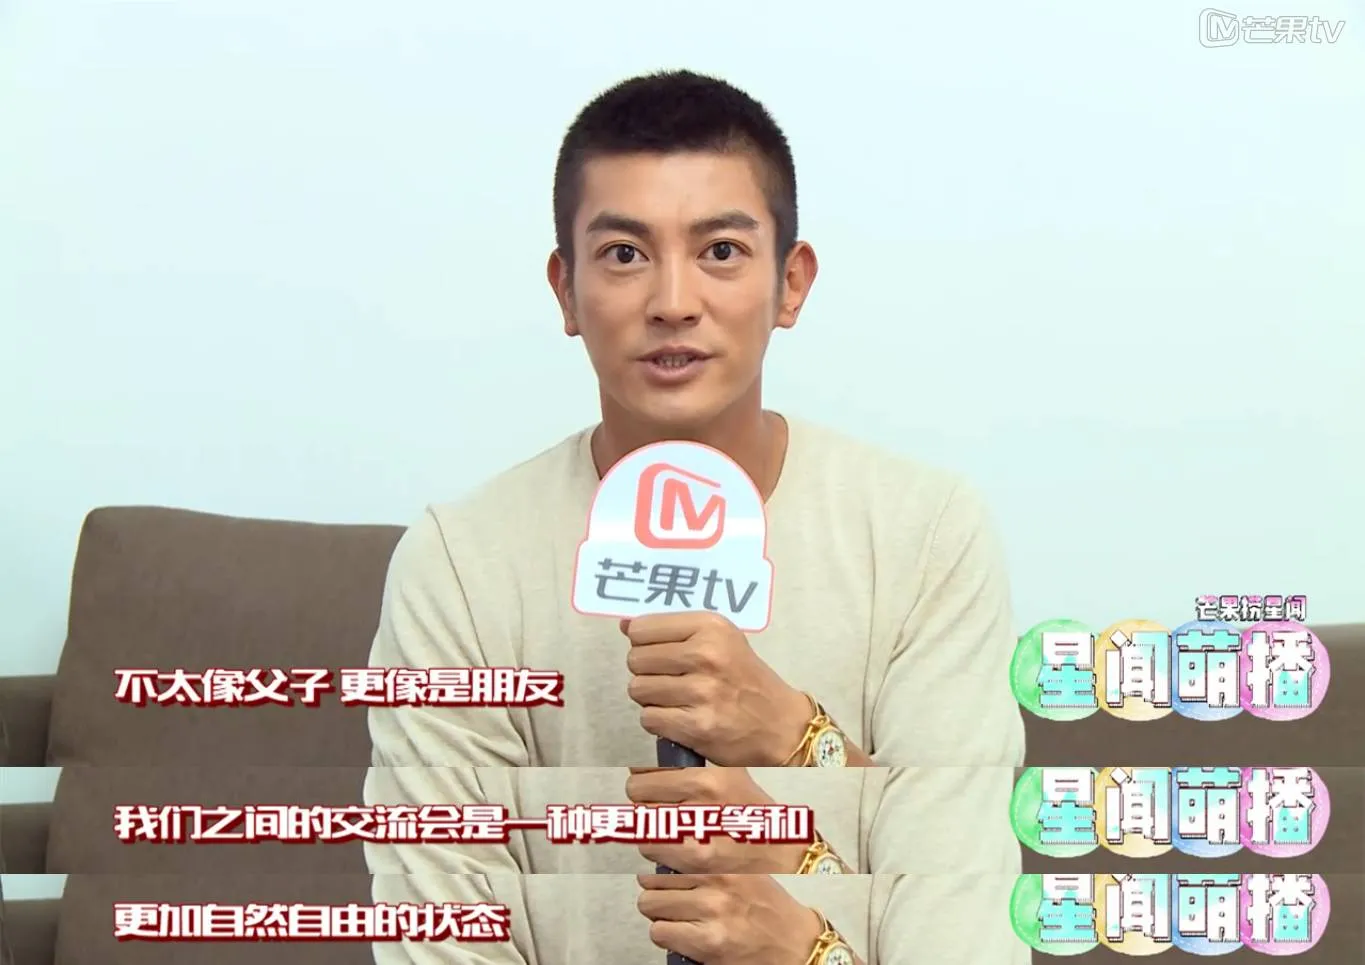 芒果tv
芒果tv
芒果捞星闻
星闻萌播
不太像父子 更像是朋友
我们之间的交流会是一种更加平等和
星闻萌播
更加自然自由的状态
星闻萌播